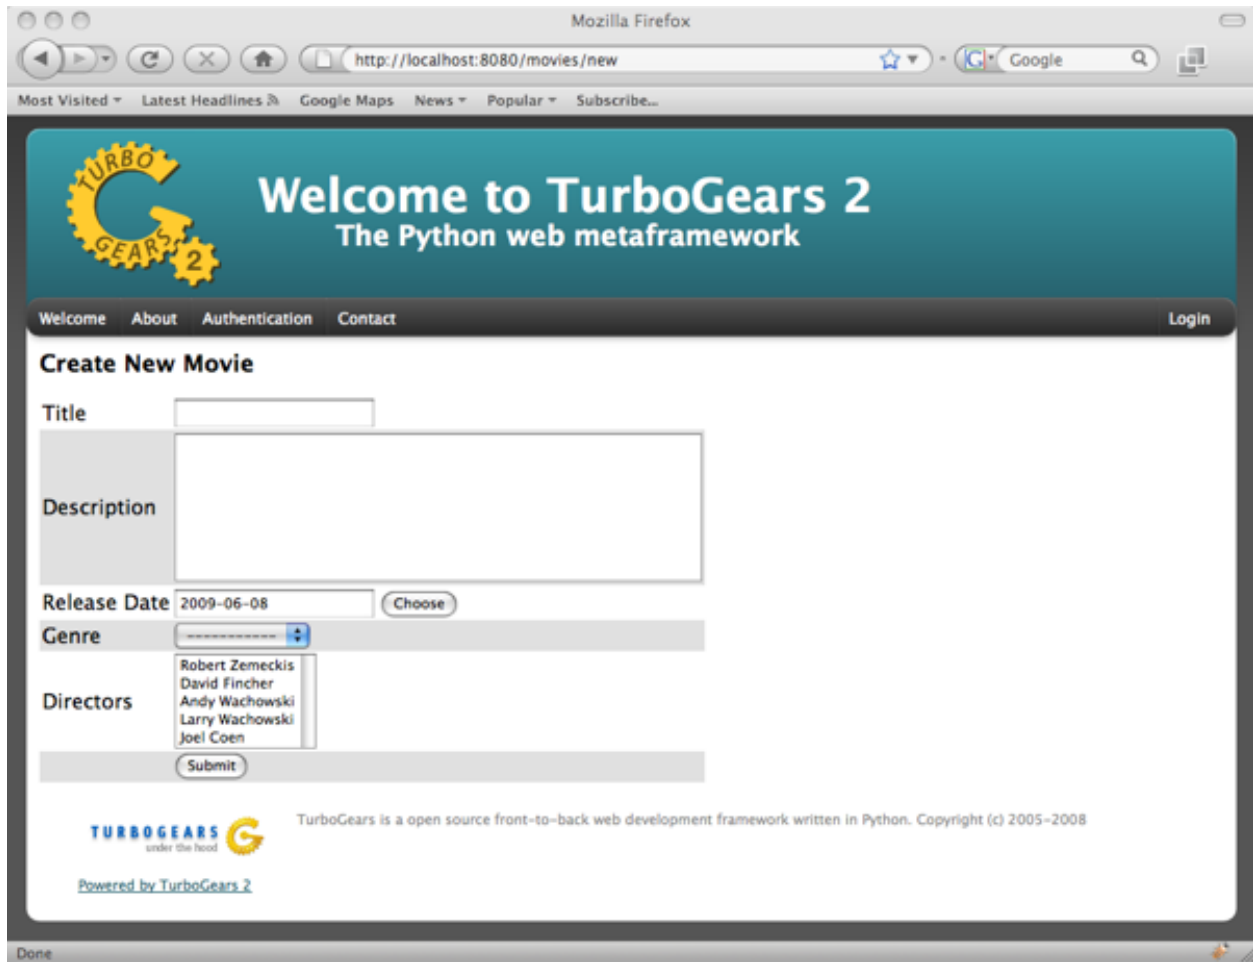 Mozilla Firefox
http://localhost:8080/movies/new
Google
Most Visited Latest Headlines Google Maps News Popular Subscribe...
TURBO
GEARS
2
Welcome to TurboGears 2
The Python web metaframework
Welcome About Authentication Contact Login
Create New Movie
Title
Description
Release Date 2009-06-08 Choose
Genre -----------
Directors
Robert Zemeckis
David Fincher
Andy Wachowski
Larry Wachowski
Joel Coen
Submit
TURBOGEARS
under the hood
TurboGears is a open source front-to-back web development framework written in Python. Copyright (c) 2005-2008
Powered by TurboGears 2
Done